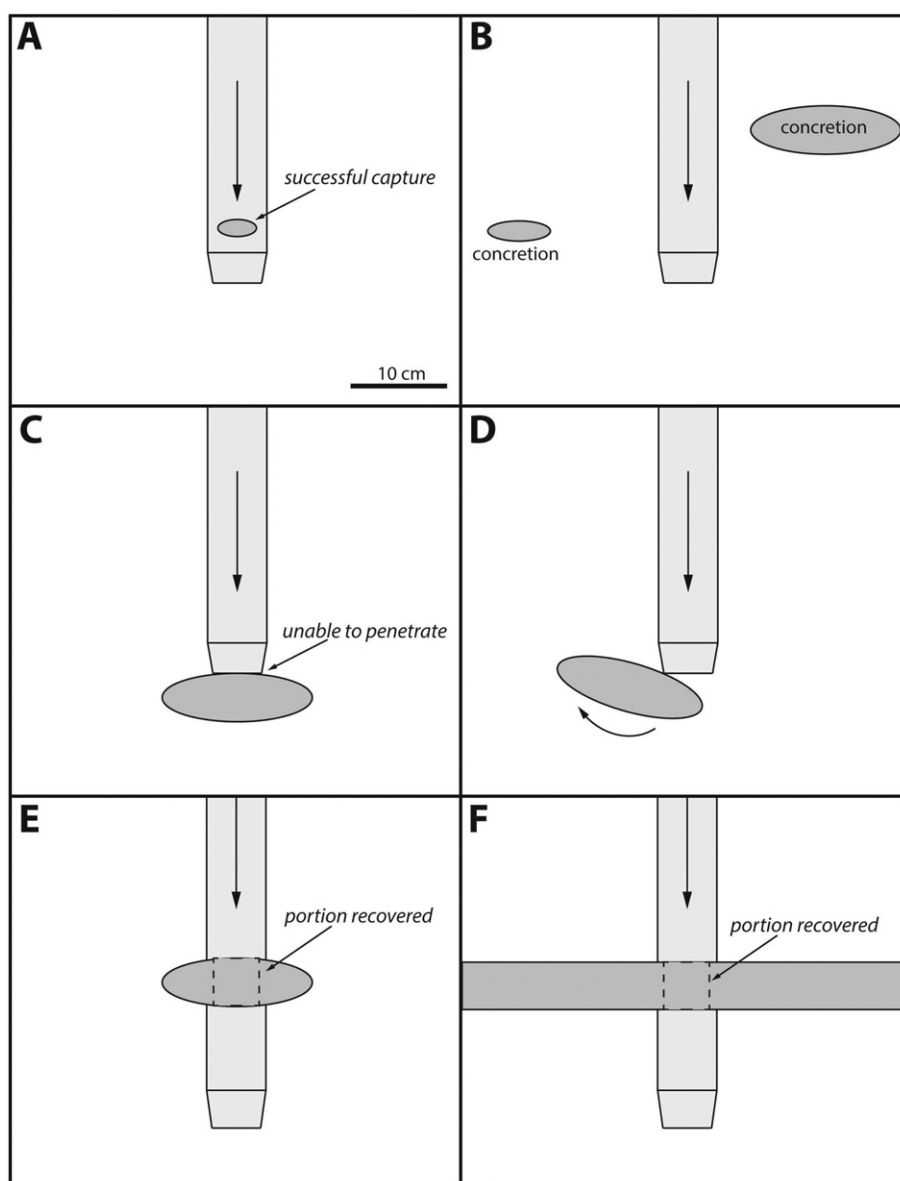 A
successful capture
10 cm
B
concretion
concretion
C
unable to penetrate
D
E
portion recovered
F
portion recovered